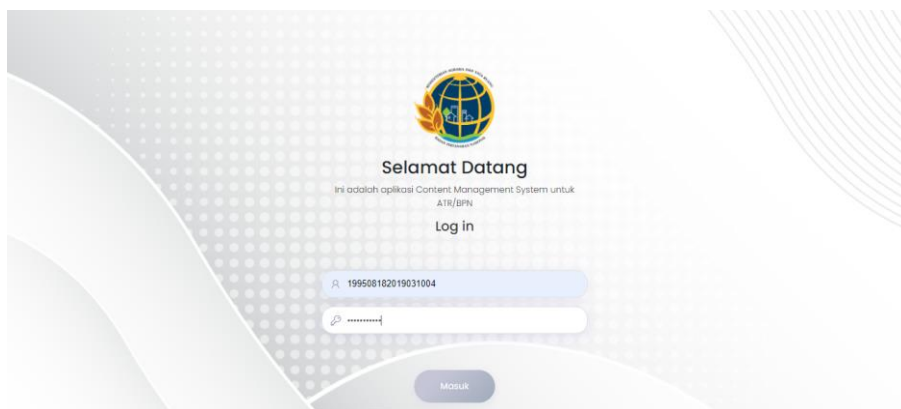 Selamat Datang
Ini adalah aplikasi Content Management System untuk
ATR/BPN
Log in
199508182019031004
•••••••••••
Masuk